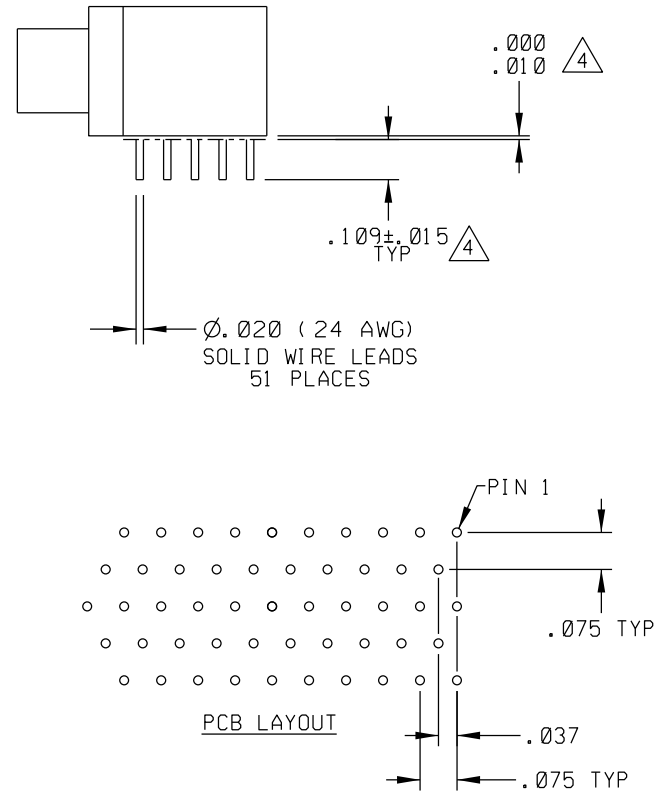 .000
.010
4
.109±.015
4
TYP
Ø.020 (24 AWG)
SOLID WIRE LEADS
51 PLACES
PIN 1
.075 TYP
PCB LAYOUT
.037
.075 TYP